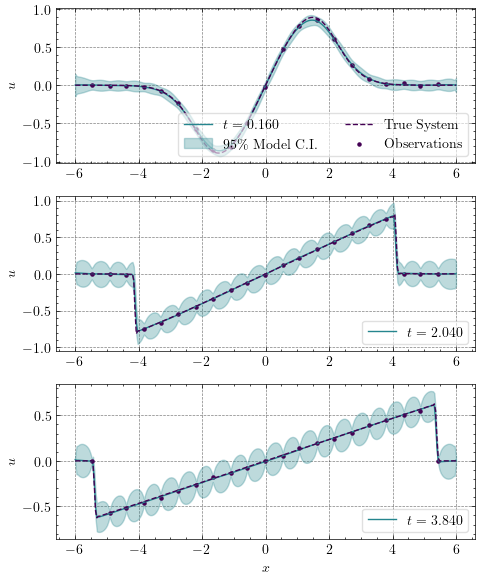 1.0
0.5
0.0
−0.5
−1.0
u
t = 0.160
95% Model C.I.
True System
Observations
−6 −4 −2 0 2 4 6
1.0
0.5
0.0
−0.5
−1.0
u
t = 2.040
−6 −4 −2 0 2 4 6
0.5
0.0
−0.5
u
t = 3.840
−6 −4 −2 0 2 4 6
x